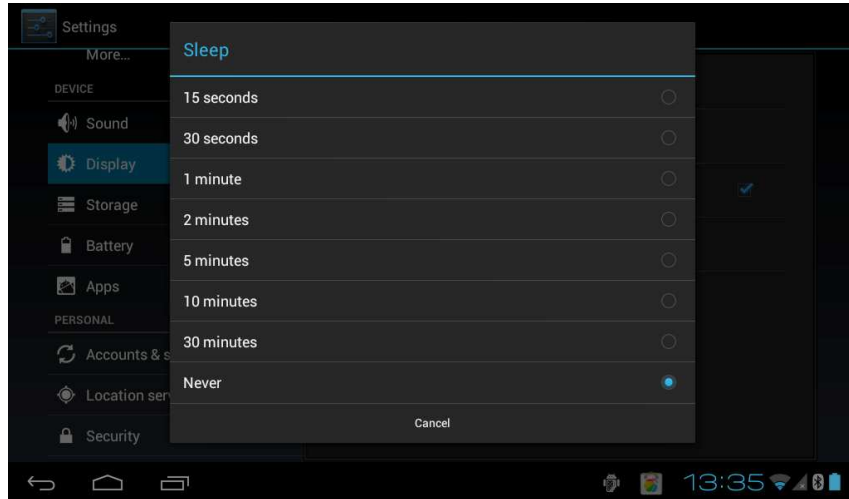 Settings
More...
DEVICE
Sound
Display
Storage
Battery
Apps
PERSONAL
Accounts & s
Location ser
Security
Sleep
15 seconds
30 seconds
1 minute
2 minutes
5 minutes
10 minutes
30 minutes
Never
Cancel
13:35